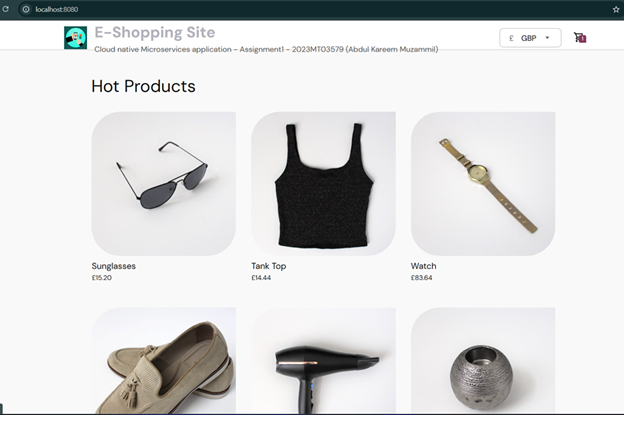 localhost:8080
E-Shopping Site
£ GBP
1
Cloud native Microservices application - Assignment1 - 2023MT03579 (Abdul Kareem Muzammil)
Hot Products
Sunglasses
Tank Top
Watch
£15.20
£14.44
£83.64